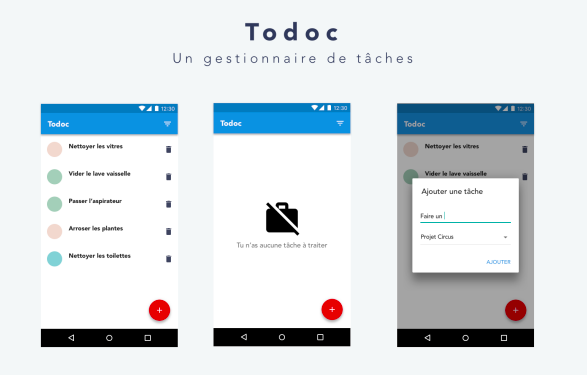 Todoc
Un gestionnaire de tâches
12:30
Todoc
Nettoyer les vitres
Vider le lave vaisselle
Passer l'aspirateur
Arroser les plantes
Nettoyer les toilettes
+
12:30
Todoc
Tu n'as aucune tâche à traiter
+
12:30
Todoc
Nettoyer les vitres
Vider le lave vaisselle
Ajouter une tâche
Faire un
Projet Circus
AJOUTER
+